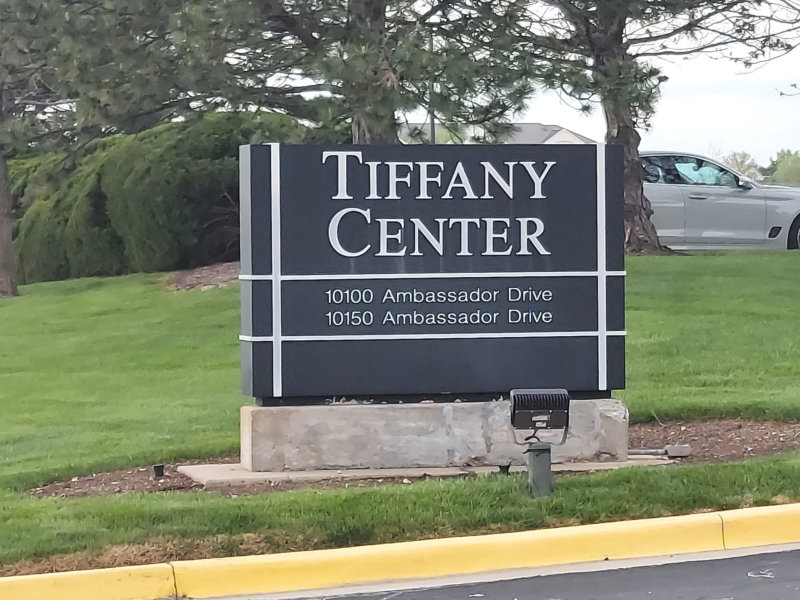 TIFFANY
CENTER
10100 Ambassador Drive
10150 Ambassador Drive